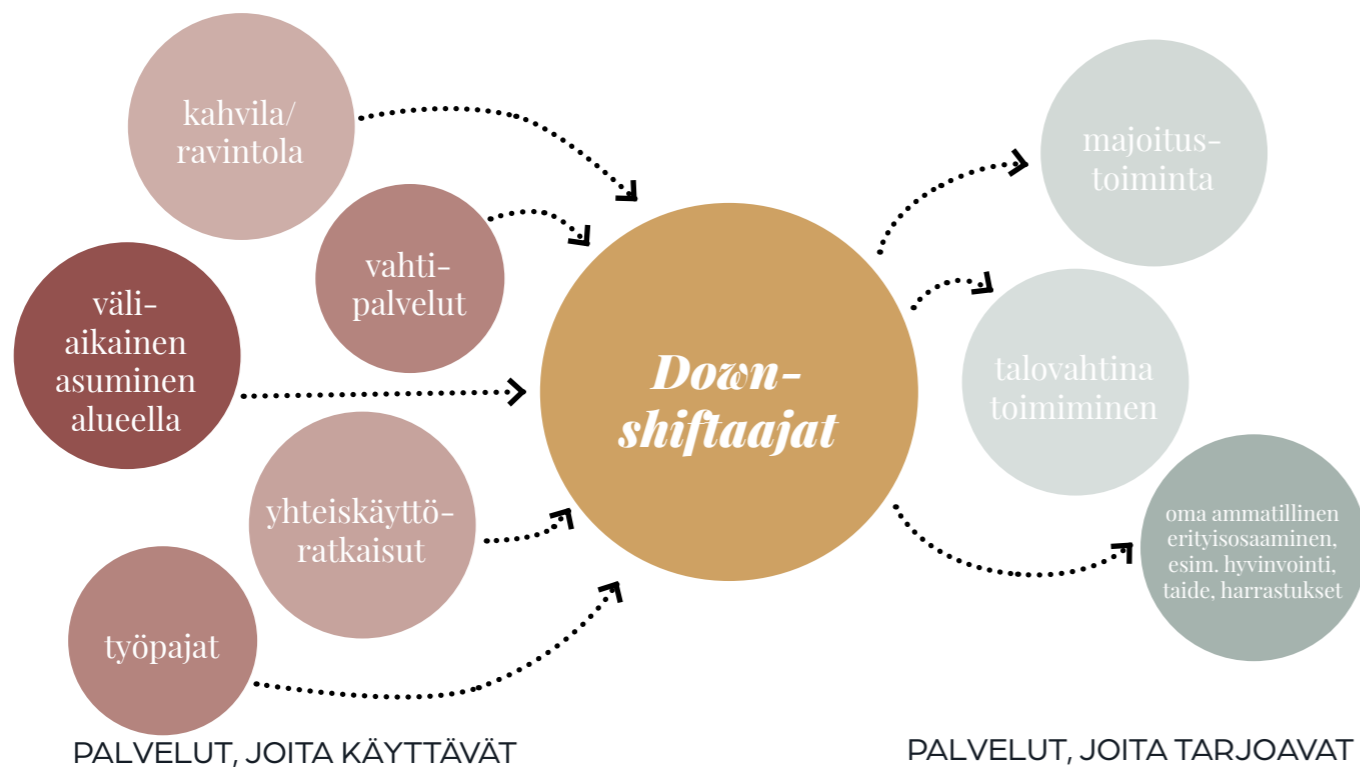 kahvila/
ravintola
vahti-
palvelut
väli-
aikainen
asuminen
alueella
yhteiskäyttö-
ratkaisut
työpajat
PALVELUT, JOITA KÄYTTÄVÄT
Down-
shiftaajat
majoitus-
toiminta
talovahtina
toimiminen
oma ammatillinen
erityisosaaminen,
esim. hyvinvointi,
taide, harrastukset
PALVELUT, JOITA TARJOAVAT